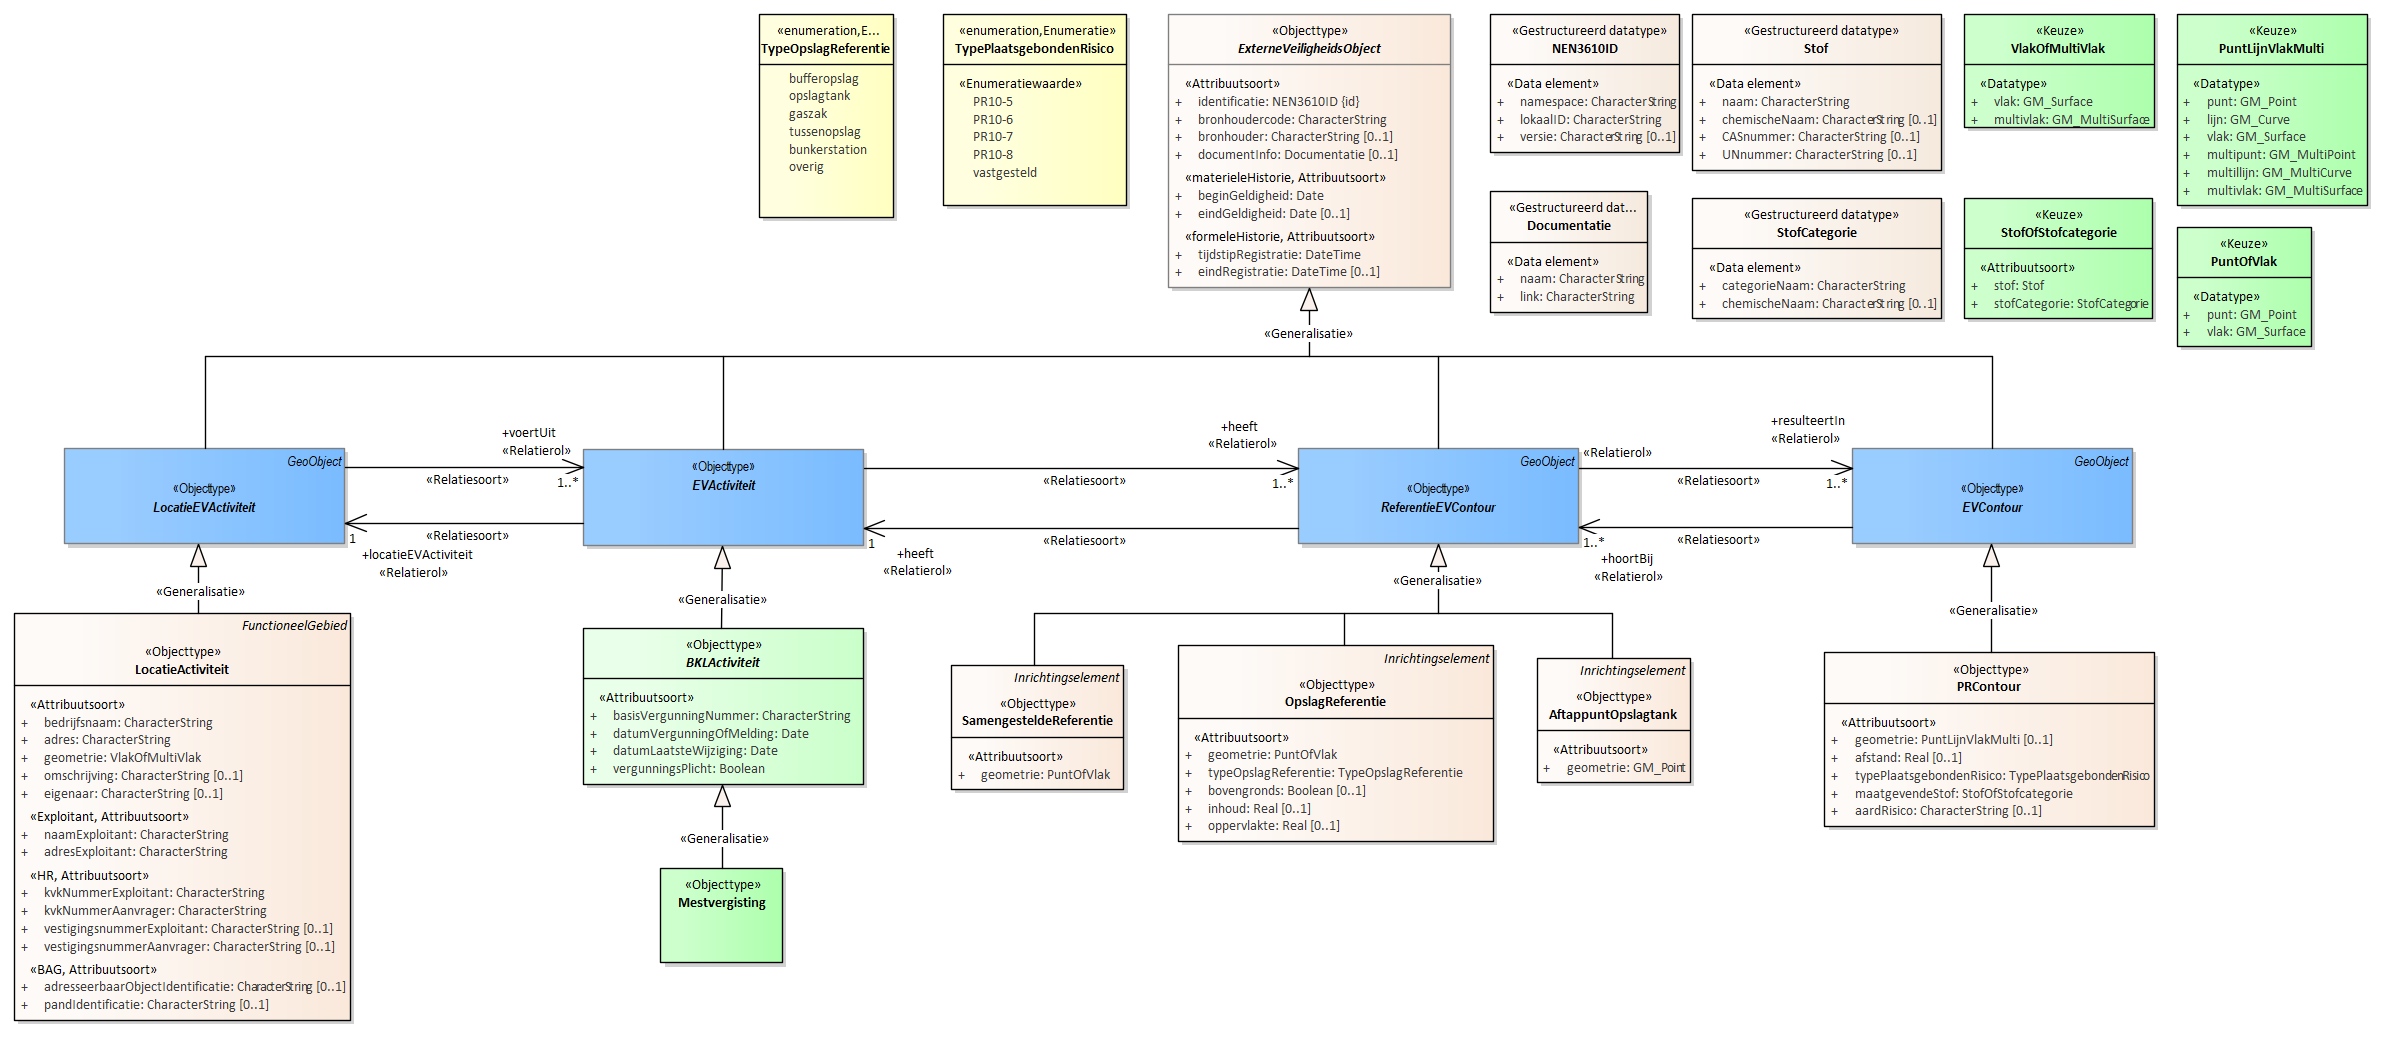 «enumeration,E...
TypeOpslagReferentie
bufferopslag
opslagtank
gaszak
tussenopslag
bunkerstation
overig
«enumeration,Enumeratie»
TypePlaatsgebondenRisico
«Enumeratiewaarde»
PR10-5
PR10-6
PR10-7
PR10-8
vastgesteld
«Objecttype»
ExterneVeiligheidsObject
«Attribuutsoort»
+ identificatie: NEN3610ID {id}
+ bronhoudercode: CharacterString
+ bronhouder: CharacterString [0..1]
+ documentInfo: Documentatie [0..1]
«materieleHistorie, Attribuutsoort»
+ beginGeldigheid: Date
+ eindGeldigheid: Date [0..1]
«formeleHistorie, Attribuutsoort»
+ tijdstipRegistratie: DateTime
+ eindRegistratie: DateTime [0..1]
«Gestructureerd datatype»
NEN3610ID
«Data element»
+ namespace: CharacterString
+ lokaalID: CharacterString
+ versie: CharacterString [0..1]
«Gestructureerd datatype»
Stof
«Data element»
+ naam: CharacterString
+ chemischeNaam: CharacterString [0..1]
+ CASnummer: CharacterString [0..1]
+ UNnummer: CharacterString [0..1]
«Keuze»
VlakOfMultiVlak
«Datatype»
+ vlak: GM_Surface
+ multivlak: GM_MultiSurface
«Keuze»
PuntLijnVlakMulti
«Datatype»
+ punt: GM_Point
+ lijn: GM_Curve
+ vlak: GM_Surface
+ multipunt: GM_MultiPoint
+ multillijn: GM_MultiCurve
+ multivlak: GM_MultiSurface
«Gestructureerd dat...
Documentatie
«Data element»
+ naam: CharacterString
+ link: CharacterString
«Gestructureerd datatype»
StofCategorie
«Data element»
+ categorieNaam: CharacterString
+ chemischeNaam: CharacterString [0..1]
«Keuze»
StofOfStofcategorie
«Attribuutsoort»
+ stof: Stof
+ stofCategorie: StofCategorie
«Keuze»
PuntOfVlak
«Datatype»
+ punt: GM_Point
+ vlak: GM_Surface
«Generalisatie»
GeoObject
«Objecttype»
LocatieEVActiviteit
+voertUit
«Relatierol»
«Relatiesoort»
1..*
«Relatiesoort»
1
+locatieEVActiviteit
«Relatierol»
«Objecttype»
EVActiviteit
+heeft
«Relatierol»
«Relatiesoort»
1..*
«Relatiesoort»
1
+heeft
«Relatierol»
GeoObject
«Objecttype»
ReferentieEVContour
«Relatierol»
+resulteertIn
«Relatierol»
«Relatiesoort»
1..*
«Relatiesoort»
1..*
+hoortBij
«Relatierol»
GeoObject
«Objecttype»
EVContour
«Generalisatie»
«Generalisatie»
«Generalisatie»
«Generalisatie»
FunctioneelGebied
«Objecttype»
LocatieActiviteit
«Attribuutsoort»
+ bedrijfsnaam: CharacterString
+ adres: CharacterString
+ geometrie: VlakOfMultiVlak
+ omschrijving: CharacterString [0..1]
+ eigenaar: CharacterString [0..1]
«Exploitant, Attribuutsoort»
+ naamExploitant: CharacterString
+ adresExploitant: CharacterString
«HR, Attribuutsoort»
+ kvkNummerExploitant: CharacterString
+ kvkNummerAanvrager: CharacterString
+ vestigingsnummerExploitant: CharacterString [0..1]
+ vestigingsnummerAanvrager: CharacterString [0..1]
«BAG, Attribuutsoort»
+ adresseerbaarObjectIdentificatie: CharacterString [0..1]
+ pandIdentificatie: CharacterString [0..1]
«Objecttype»
BKLActiviteit
«Attribuutsoort»
+ basisVergunningNummer: CharacterString
+ datumVergunningOfMelding: Date
+ datumLaatsteWijziging: Date
+ vergunningsPlicht: Boolean
«Generalisatie»
«Objecttype»
Mestvergisting
Inrichtingselement
«Objecttype»
SamengesteldeReferentie
«Attribuutsoort»
+ geometrie: PuntOfVlak
Inrichtingselement
«Objecttype»
OpslagReferentie
«Attribuutsoort»
+ geometrie: PuntOfVlak
+ typeOpslagReferentie: TypeOpslagReferentie
+ bovengronds: Boolean [0..1]
+ inhoud: Real [0..1]
+ oppervlakte: Real [0..1]
Inrichtingselement
«Objecttype»
AftappuntOpslagtank
«Attribuutsoort»
+ geometrie: GM_Point
«Objecttype»
PRContour
«Attribuutsoort»
+ geometrie: PuntLijnVlakMulti [0..1]
+ afstand: Real [0..1]
+ typePlaatsgebondenRisico: TypePlaatsgebondenRisico
+ maatgevendeStof: StofOfStofcategorie
+ aardRisico: CharacterString [0..1]